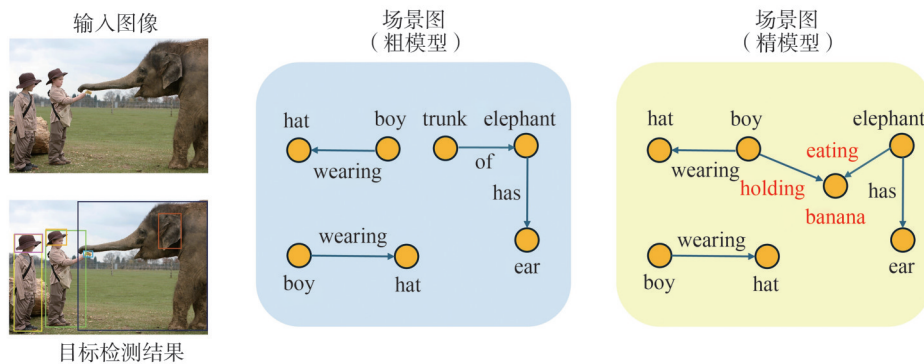 输入图像
目标检测结果
场景图
（粗模型）
hat
boy
trunk
elephant
wearing
of
has
wearing
boy
hat
ear
场景图
（精模型）
hat
boy
elephant
eating
wearing
holding
has
banana
wearing
boy
hat
ear